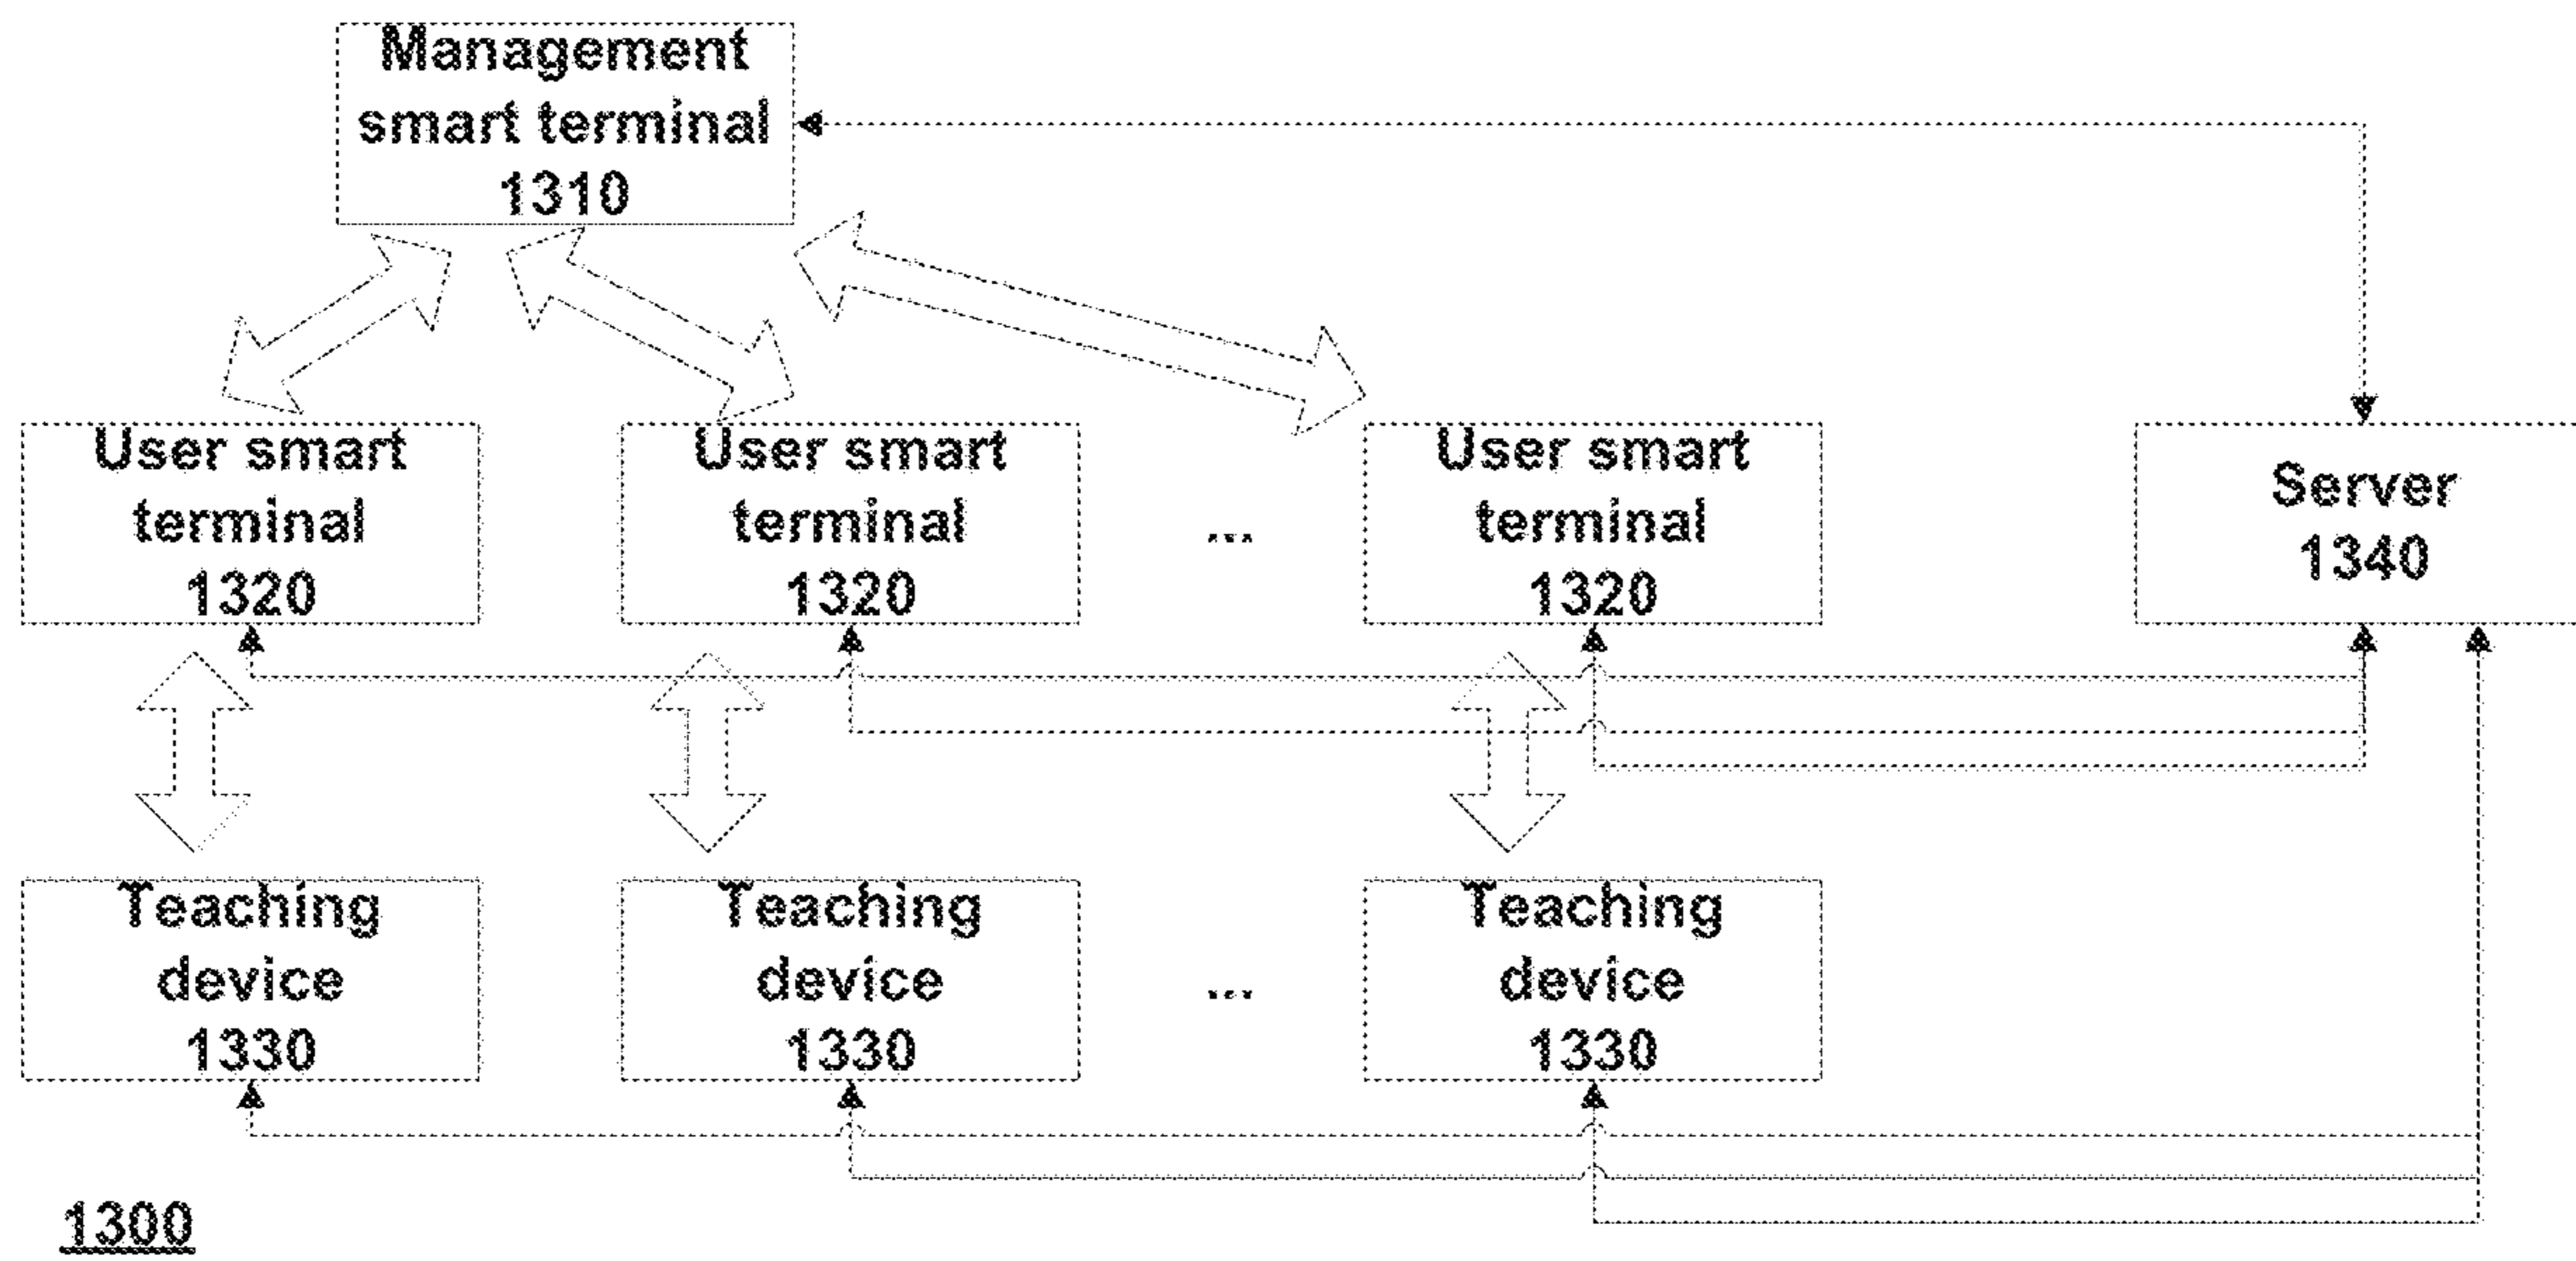 Management
smart terminal
1310
User smart
terminal
1320
User smart
terminal
1320
...
User smart
terminal
1320
Server
1340
Teaching
device
1330
Teaching
device
1330
...
Teaching
device
1330
1300